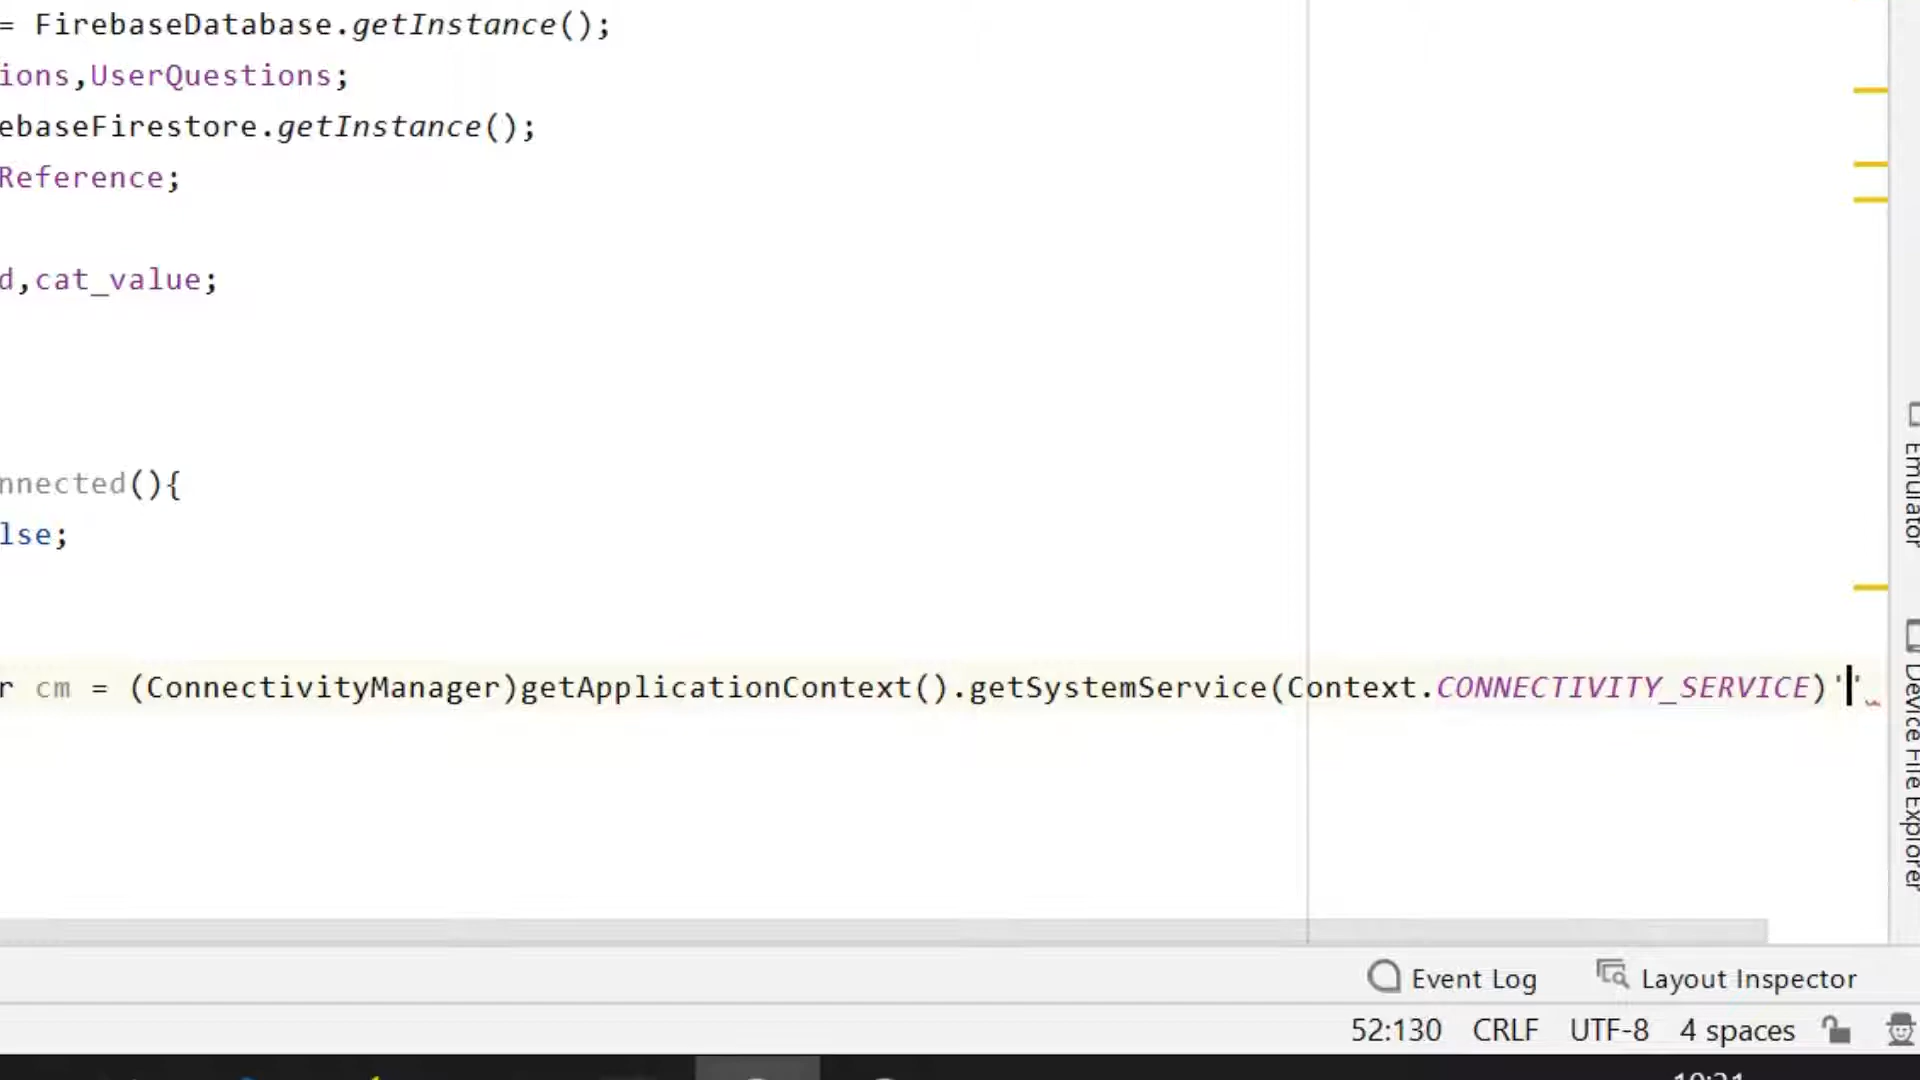 = FirebaseDatabase.getInstance();
ions,UserQuestions;
ebaseFirestore.getInstance();
Reference;
d,cat_value;
nnected(){
lse;
r cm = (ConnectivityManager)getApplicationContext().getSystemService(Context.CONNECTIVITY_SERVICE)''
Emulator
Device File Explorer
Event Log
Layout Inspector
52:130 CRLF UTF-8 4 spaces